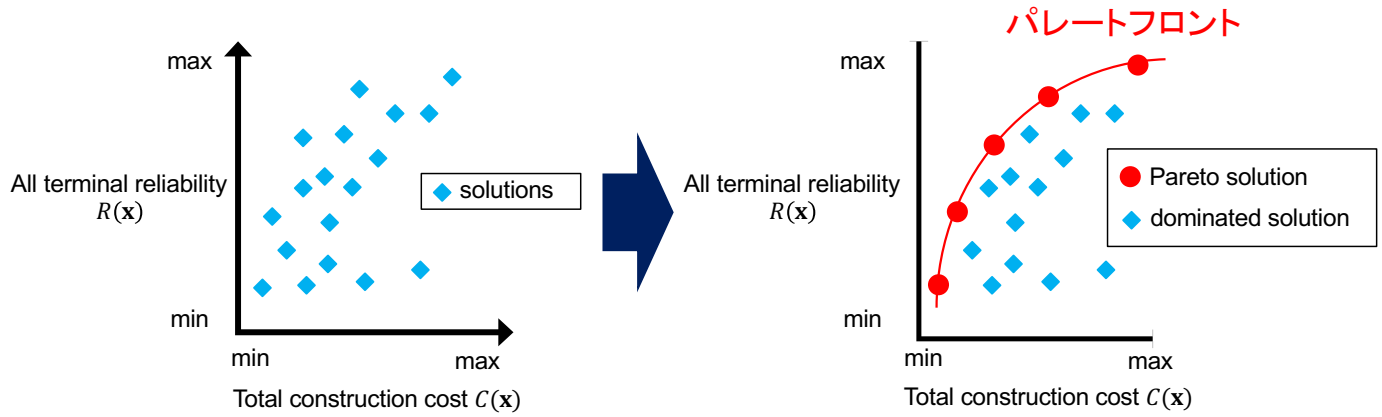 max
All terminal reliability
R(x)
min
min
max
Total construction cost C(x)
solutions
パレートフロント
max
All terminal reliability
R(x)
min
min
max
Total construction cost C(x)
Pareto solution
dominated solution